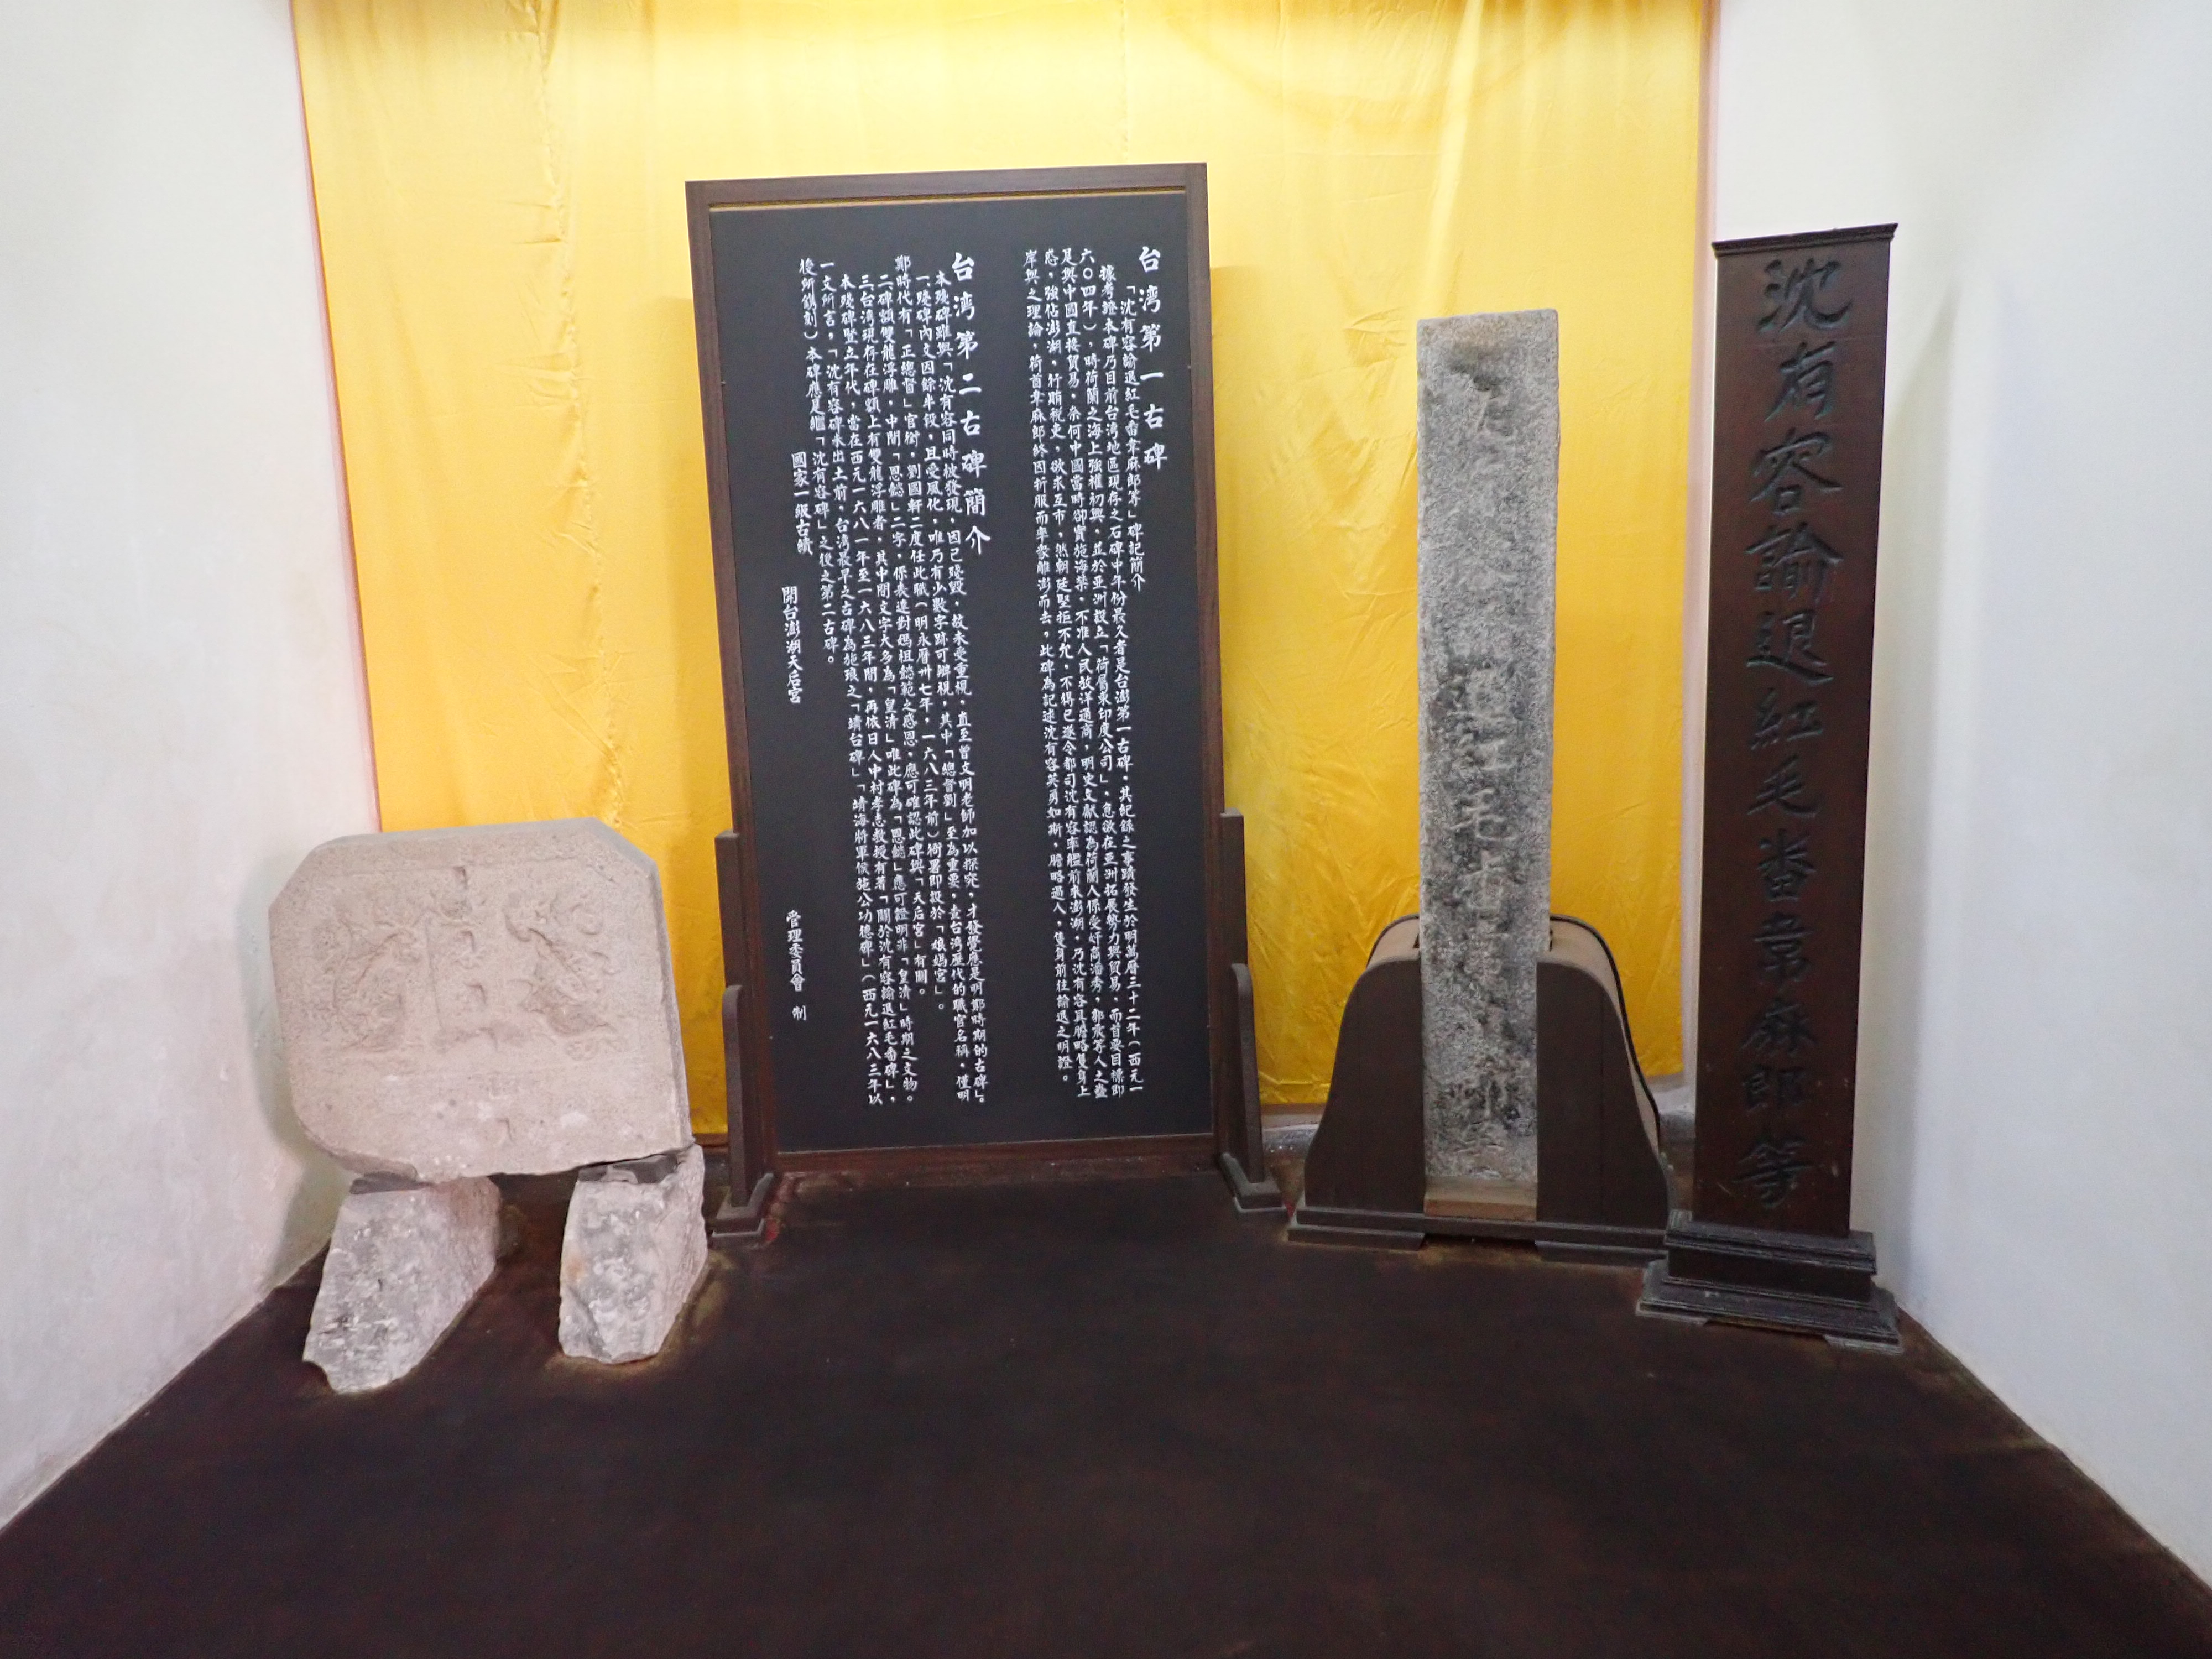 沈有容諭退紅毛番韋麻郎等
退紅毛番
台湾第一古碑
「沈有容諭退紅毛番韋麻郎等」碑記簡介
據考證本碑乃目前台湾地區現存之石碑中年份最久者是台澎第一古碑，其紀錄之事蹟發生於明萬曆三十二年（西元一
六〇四年），時荷蘭之海上強權初興，並於亞洲設立「荷屬東印度公司」，急欲在亞洲拓展勢力與貿易，而首要目標即
是與中國直接貿易，奈何中國當時卻實施海禁，不准人民放洋通商，明史文獻認為荷蘭人係受奸商潘秀，郭震等人之蠱
惑，強佔澎湖，行賄稅吏，欲求互市，然朝廷堅拒不允，不得已遂令都司沈有容率艦前來澎湖，乃沈有容具膽略隻身上
岸與之理論，荷首韋麻郎終因折服而率眾離澎而去，此碑為記述沈有容英勇如斯，膽略過人，隻身前往諭退之明證。
台湾第二古碑簡介
本殘碑雖與「沈有容同時被發現，因已殘毀，故未受重視，直至曾文明老師加以探究，才發覺應是明鄭時期的古碑」。
一、殘碑內文因餘半段，且受風化，唯乃有少數字跡可辦視，其中「總督劉」至為重要，查台湾歷代的職官名稱，僅明
鄭時代有「正總督」官銜，劉國軒二度任此職（明永曆卅七年，一六八三年前）衙署即設於「娘媽宮」。
二、碑額雙龍浮雕，中間「恩懿」二字，係表達對媽祖懿範之感恩，應可確認此碑與「天后宮」有關。
三、台湾現存在碑額上有雙龍浮雕者，其中間文字大多為「皇清」唯此碑為「恩懿」應可證明非「皇清」時期之文物。
本殘碑豎立年代，當在西元一六八一年至一六八三年間，再依日人中村孝志教授有著「關於沈有容諭退紅毛番碑」，
一文所言，「沈有容碑未出土前，台湾最早之古碑為施琅之「靖台碑」「靖海將軍侯施公功德碑」（西元一六八三年以
後所鐫刻）本碑應是繼「沈有容碑」之後之第二古碑。
國家一級古蹟 開台澎湖天后宮 管理委員會 制